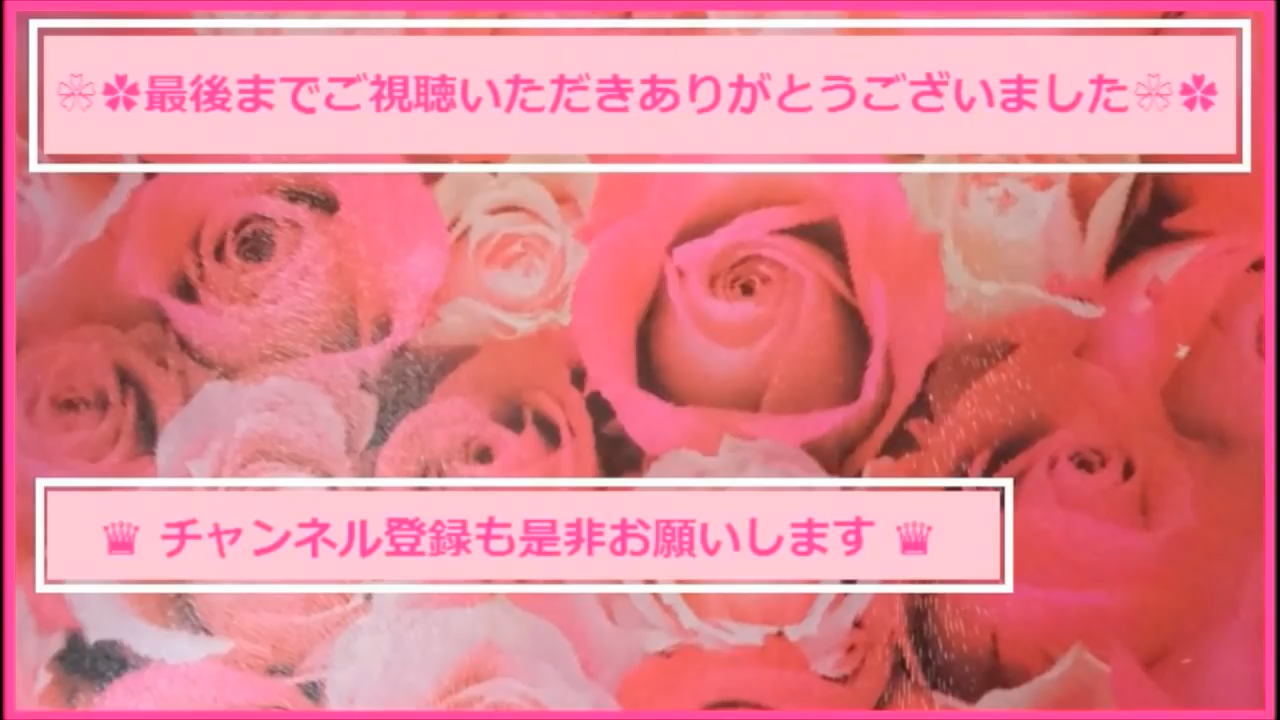 ❀✿最後までご視聴いただきありがとうございました❀✿
♛ チャンネル登録も是非お願いします ♛